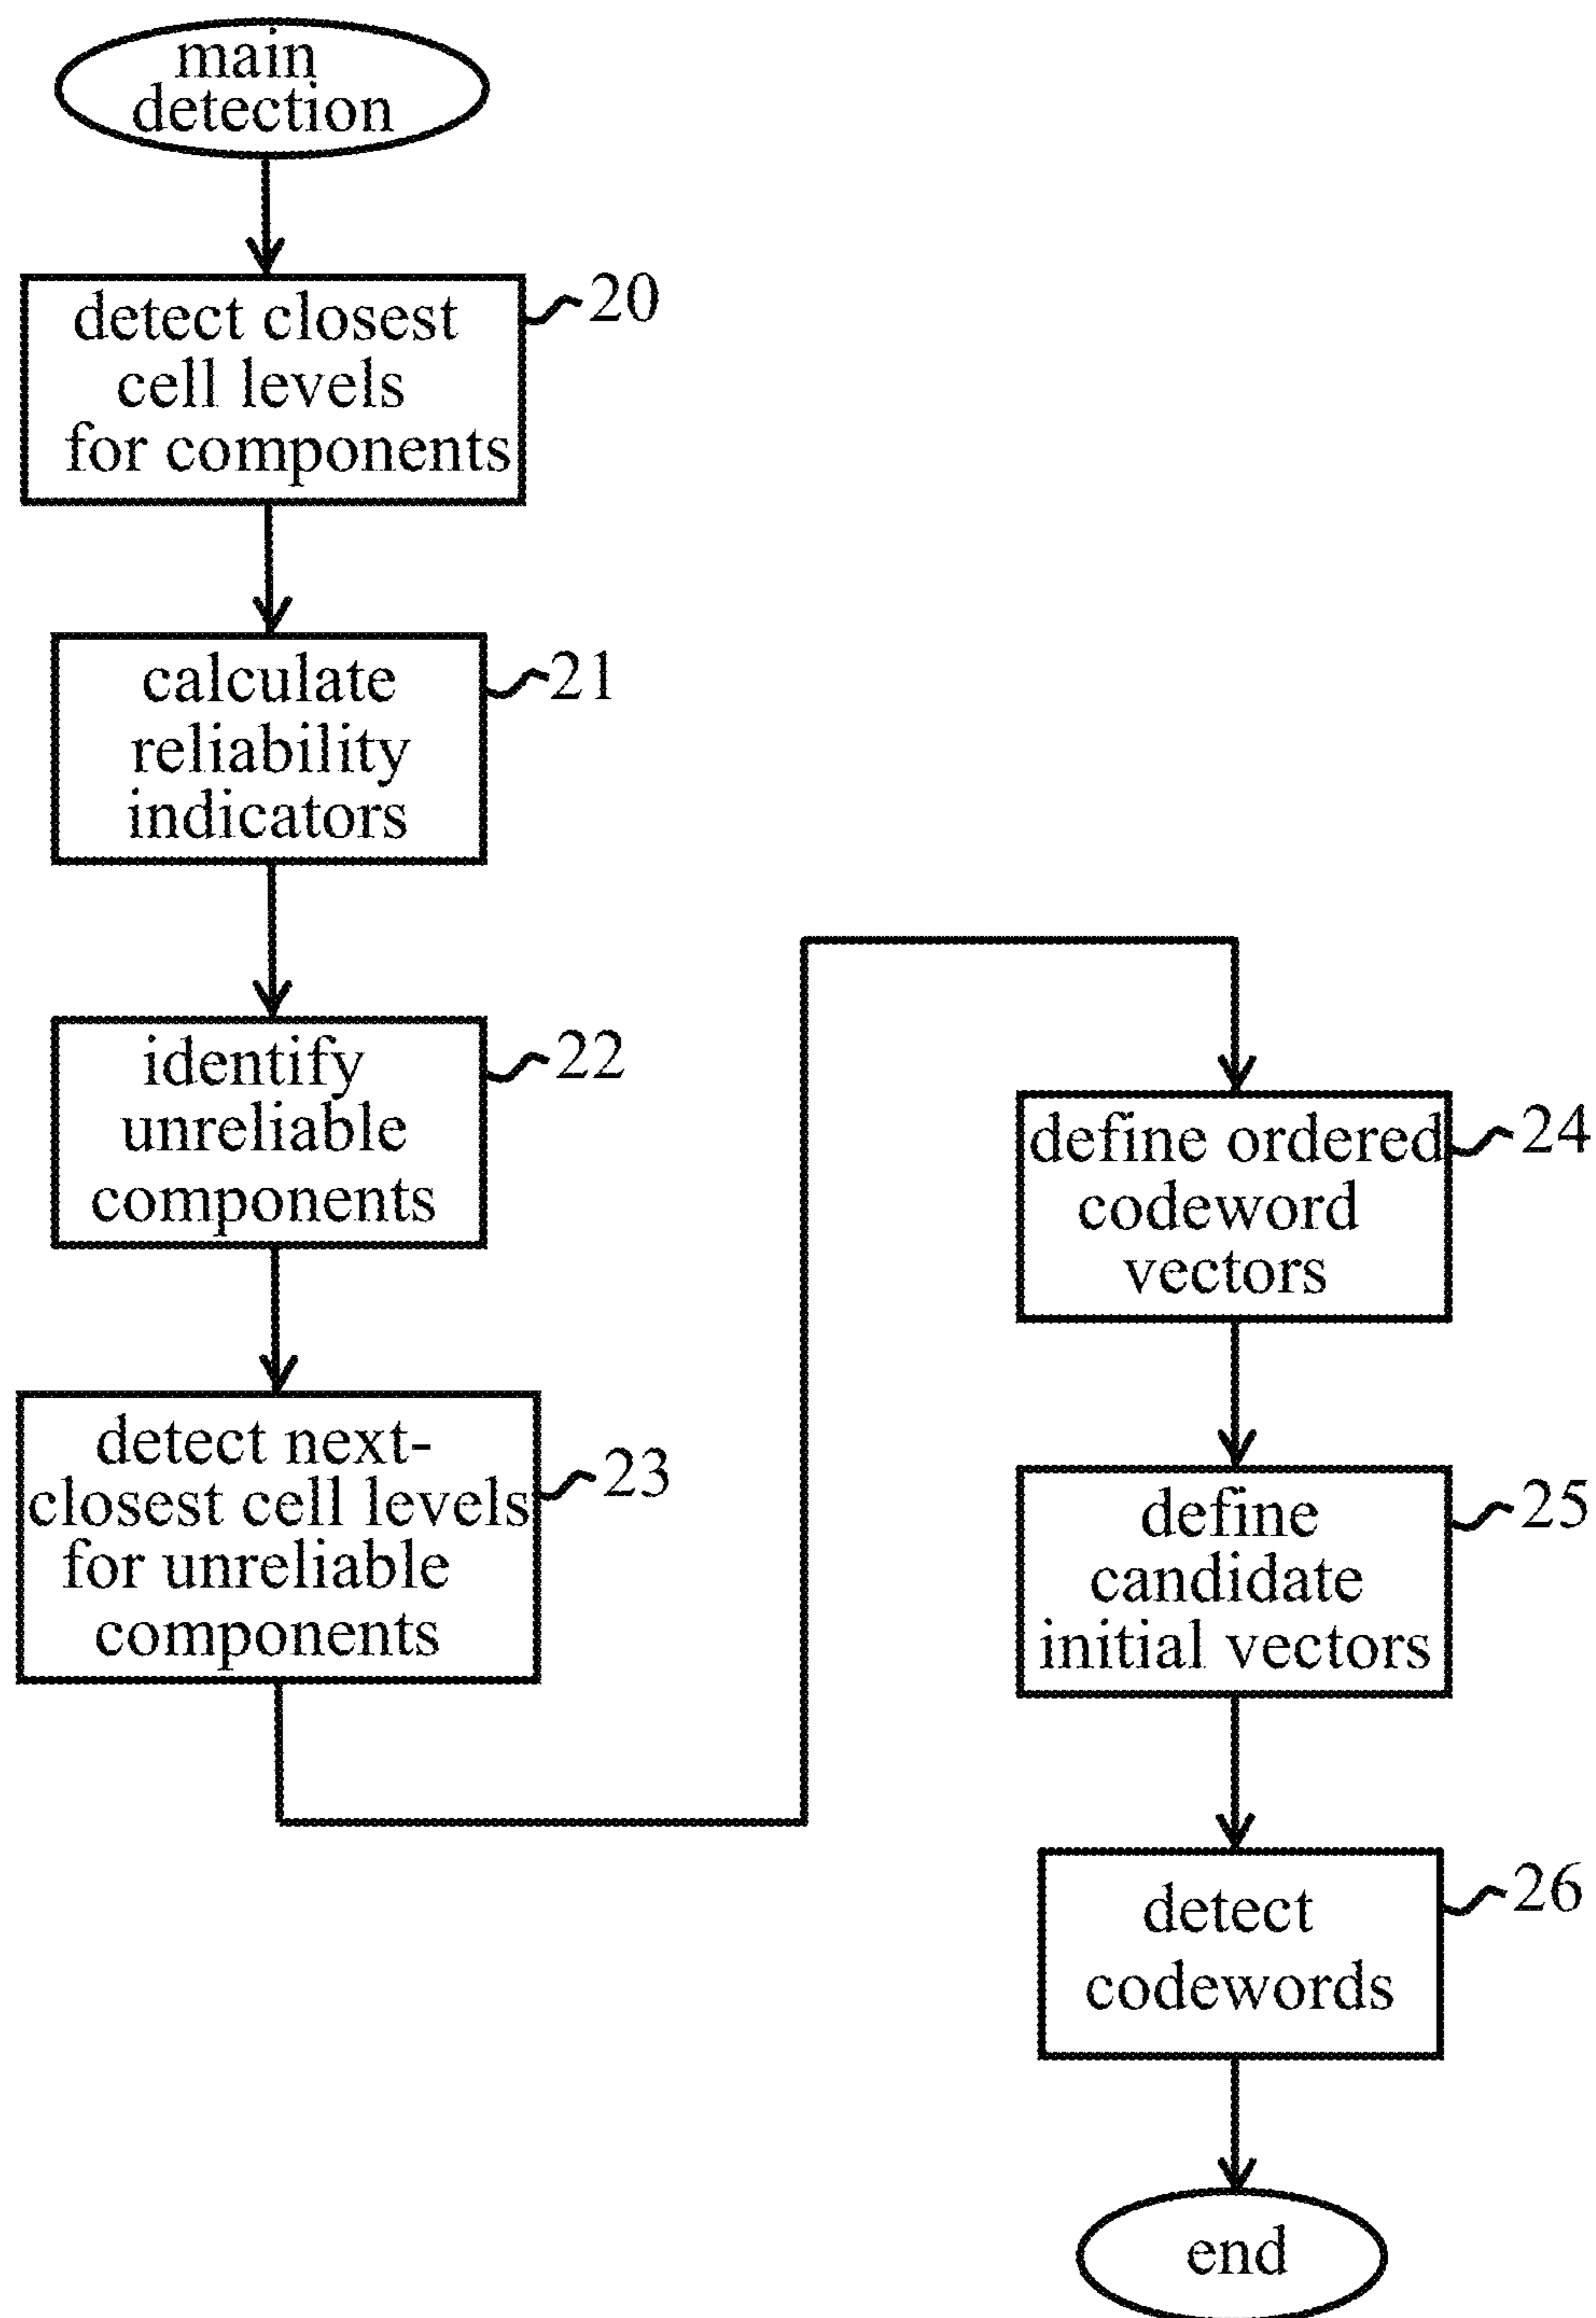 main
detection
detect closest
cell levels
for components
20
calculate
reliability
indicators
21
identify
unreliable
components
22
detect next-
closest cell levels
for unreliable
components
23
define ordered
codeword
vectors
24
define
candidate
initial vectors
25
detect
codewords
26
end